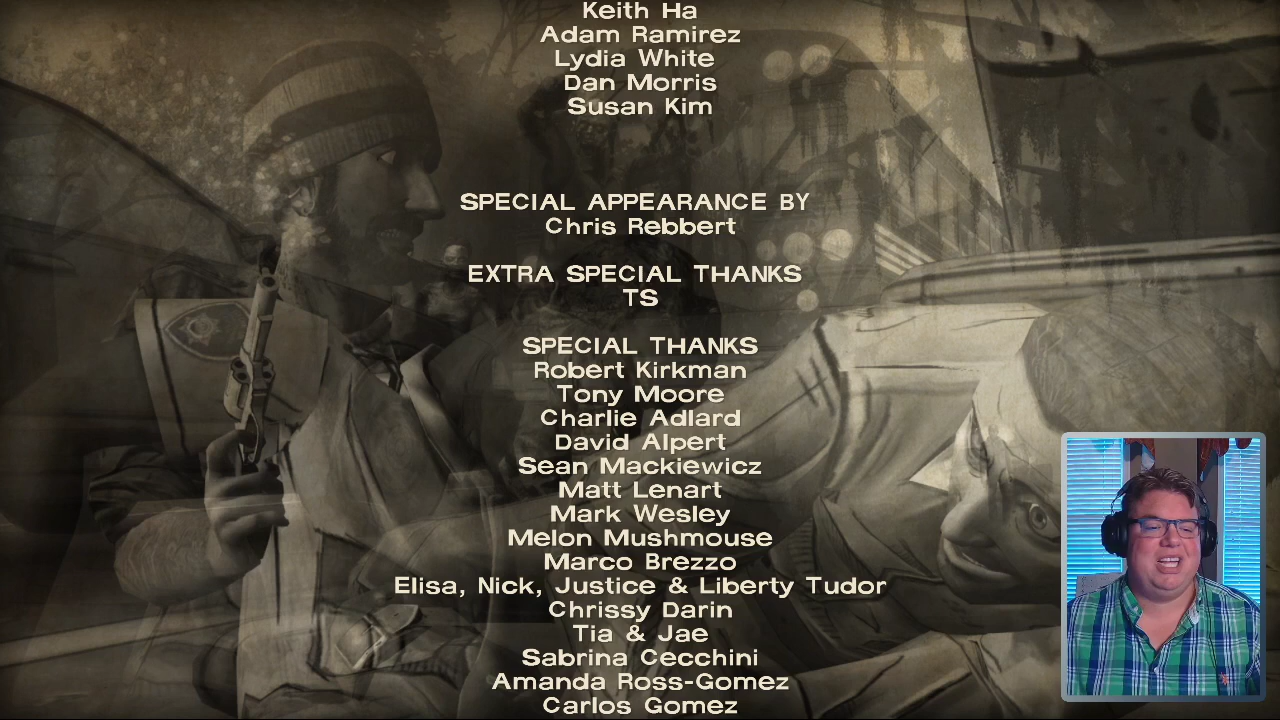 Keith Ha
Adam Ramirez
Lydia White
Dan Morris
Susan Kim
SPECIAL APPEARANCE BY
Chris Rebbert
EXTRA SPECIAL THANKS
TS
SPECIAL THANKS
Robert Kirkman
Tony Moore
Charlie Adlard
David Alpert
Sean Mackiewicz
Matt Lenart
Mark Wesley
Melon Mushmouse
Marco Brezzo
Elisa, Nick, Justice & Liberty Tudor
Chrissy Darin
Tia & Jae
Sabrina Cecchini
Amanda Ross-Gomez
Carlos Gomez